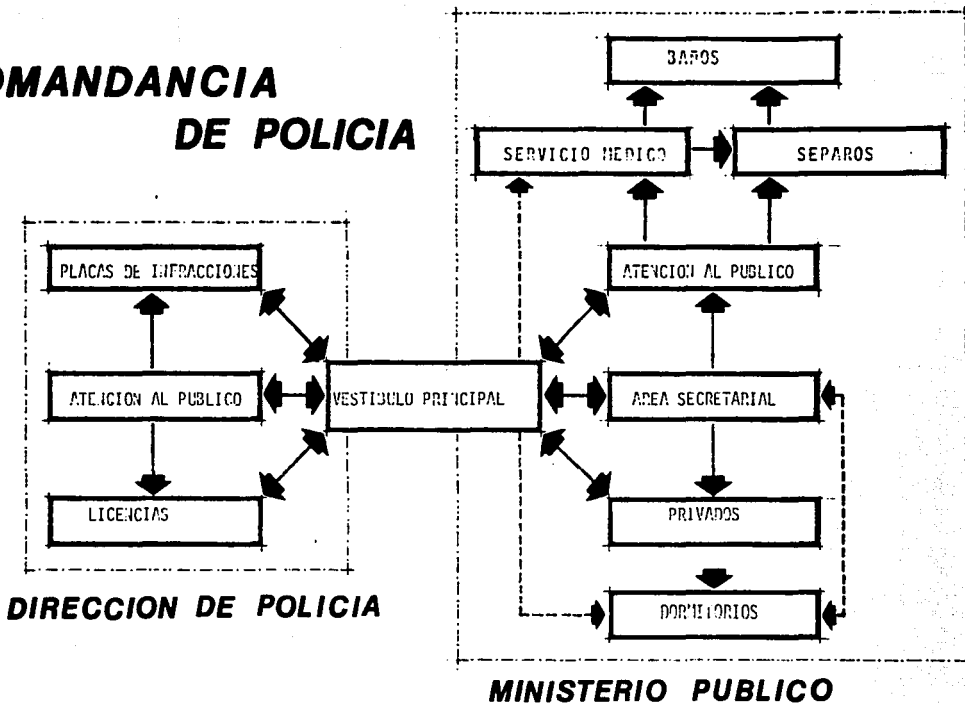 OMANDANCIA
DE POLICIA
BAÑOS
SERVICIO MEDICO
SEPAROS
PLACAS DE INFRACCIONES
ATENCION AL PUBLICO
ATENCION AL PUBLICO
VESTIBULO PRINCIPAL
AREA SECRETARIAL
LICENCIAS
PRIVADOS
DORMITORIOS
DIRECCION DE POLICIA
MINISTERIO PUBLICO